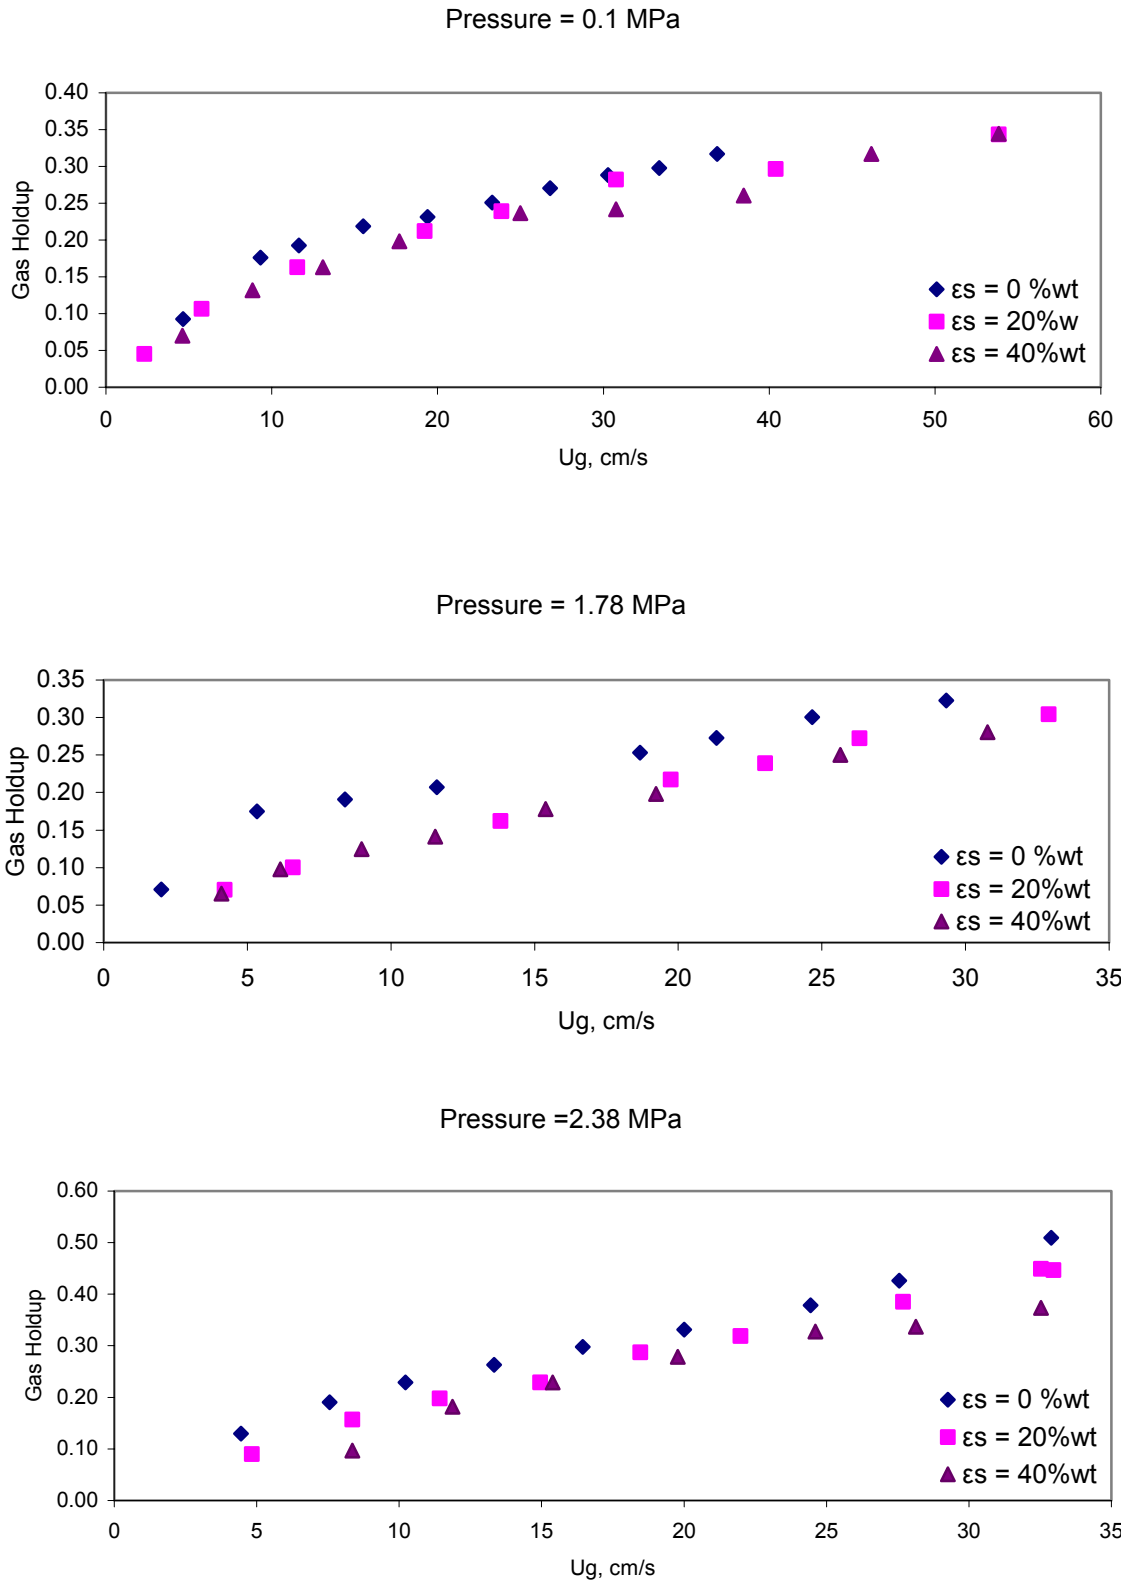 Pressure = 0.1 MPa
0.40
0.35
0.30
0.25
0.20
0.15
0.10
0.05
0.00
Gas Holdup
0 10 20 30 40 50 60
Ug, cm/s
εs = 0 %wt
εs = 20%w
εs = 40%wt
Pressure = 1.78 MPa
0.35
0.30
0.25
0.20
0.15
0.10
0.05
0.00
Gas Holdup
0 5 10 15 20 25 30 35
Ug, cm/s
εs = 0 %wt
εs = 20%wt
εs = 40%wt
Pressure =2.38 MPa
0.60
0.50
0.40
0.30
0.20
0.10
0.00
Gas Holdup
0 5 10 15 20 25 30 35
Ug, cm/s
εs = 0 %wt
εs = 20%wt
εs = 40%wt